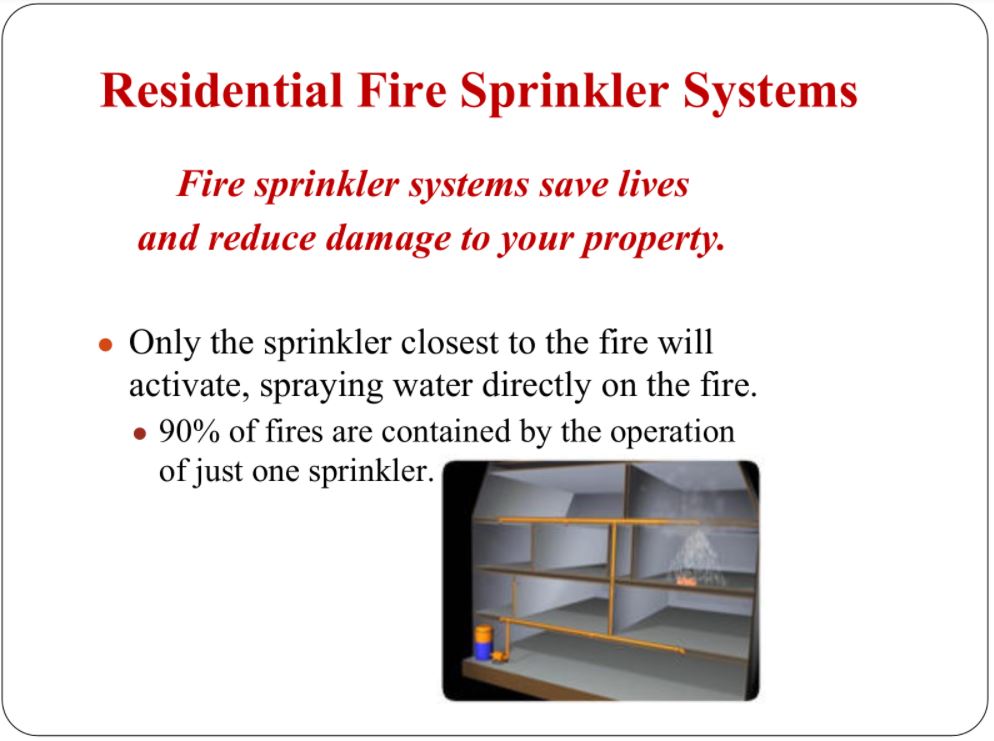 Residential Fire Sprinkler Systems
Fire sprinkler systems save lives
and reduce damage to your property.
Only the sprinkler closest to the fire will
activate, spraying water directly on the fire.
90% of fires are contained by the operation
of just one sprinkler.